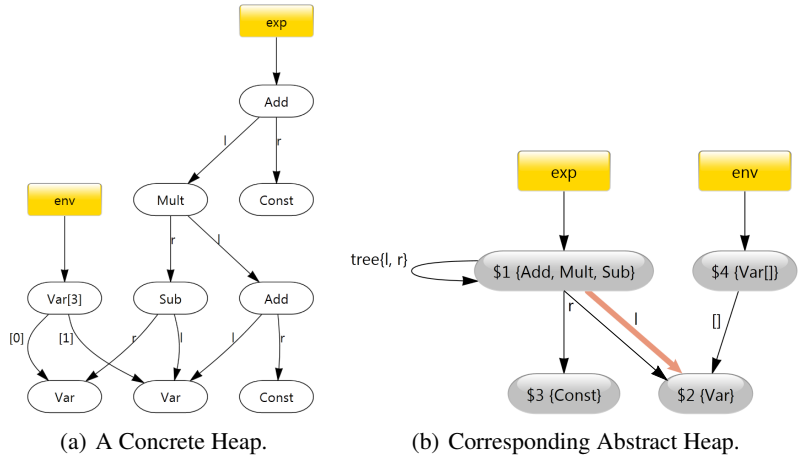 exp
Add
l
r
env
Mult
Const
r
l
Var[3]
Sub
Add
[0]
[1]
r
l
l
r
Var
Var
Const
(a) A Concrete Heap.
exp
env
tree{l, r}
$1 {Add, Mult, Sub}
$4 {Var[]}
r
l
[]
$3 {Const}
$2 {Var}
(b) Corresponding Abstract Heap.